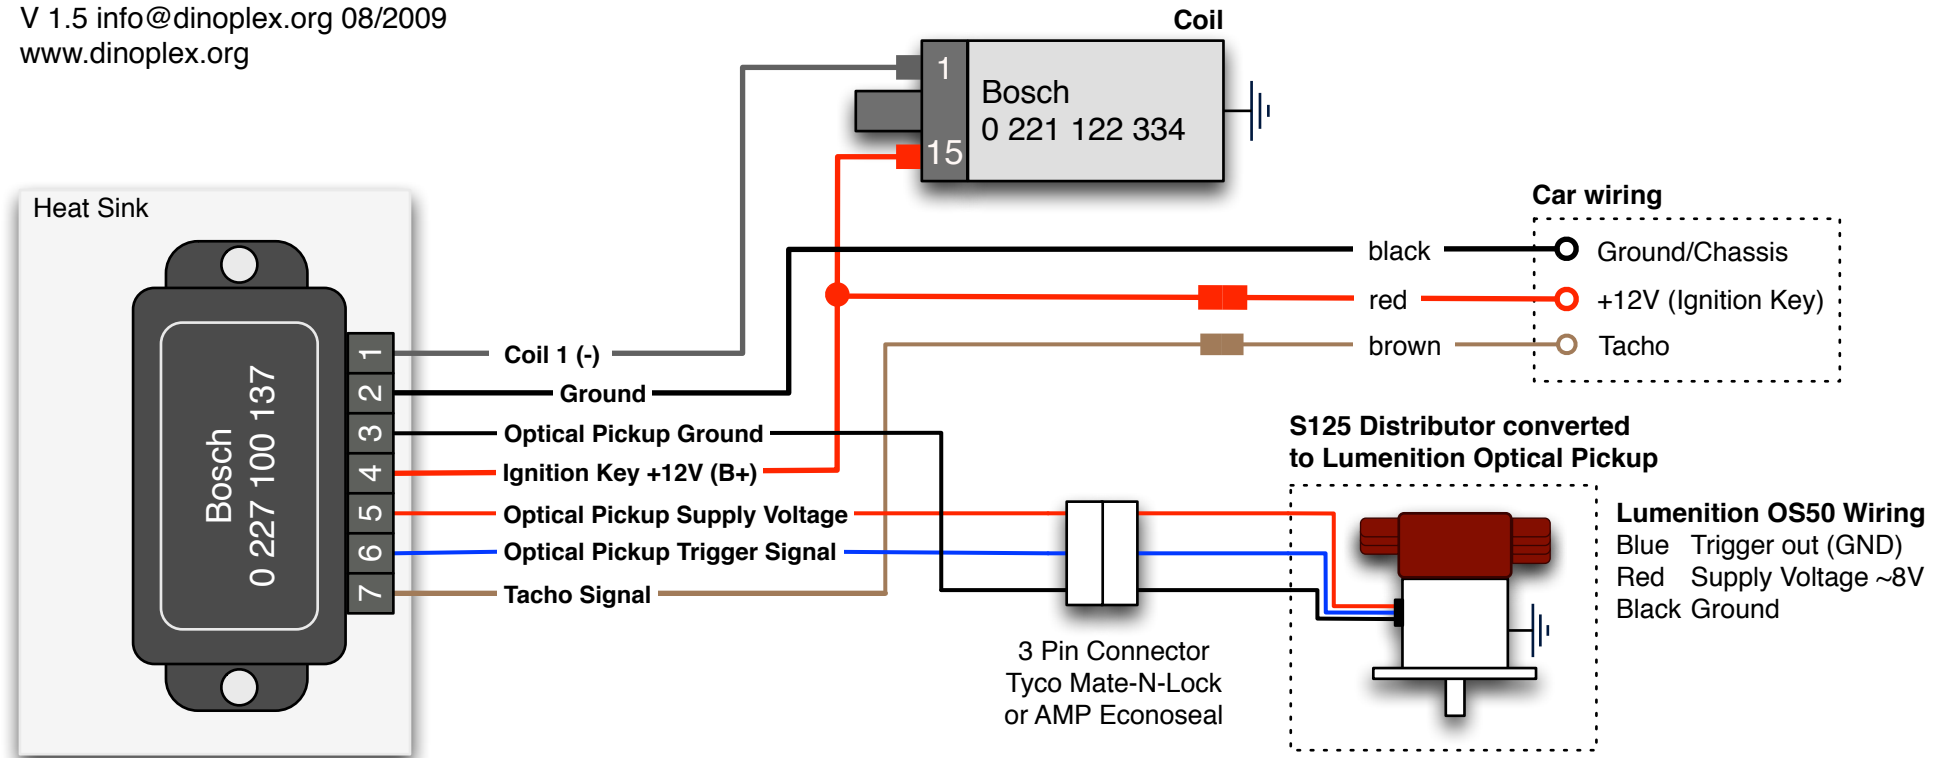 V 1.5 info@dinoplex.org 08/2009
www.dinoplex.org
Coil
1
15
Bosch
0 221 122 334
Heat Sink
Bosch
0 227 100 137
1
2
3
4
5
6
7
Coil 1 (-)
Ground
Optical Pickup Ground
Ignition Key +12V (B+)
Optical Pickup Supply Voltage
Optical Pickup Trigger Signal
Tacho Signal
Car wiring
black
Ground/Chassis
red
+12V (Ignition Key)
brown
Tacho
S125 Distributor converted
to Lumenition Optical Pickup
Lumenition OS50 Wiring
Blue Trigger out (GND)
Red Supply Voltage ~8V
Black Ground
3 Pin Connector
Tyco Mate-N-Lock
or AMP Econoseal